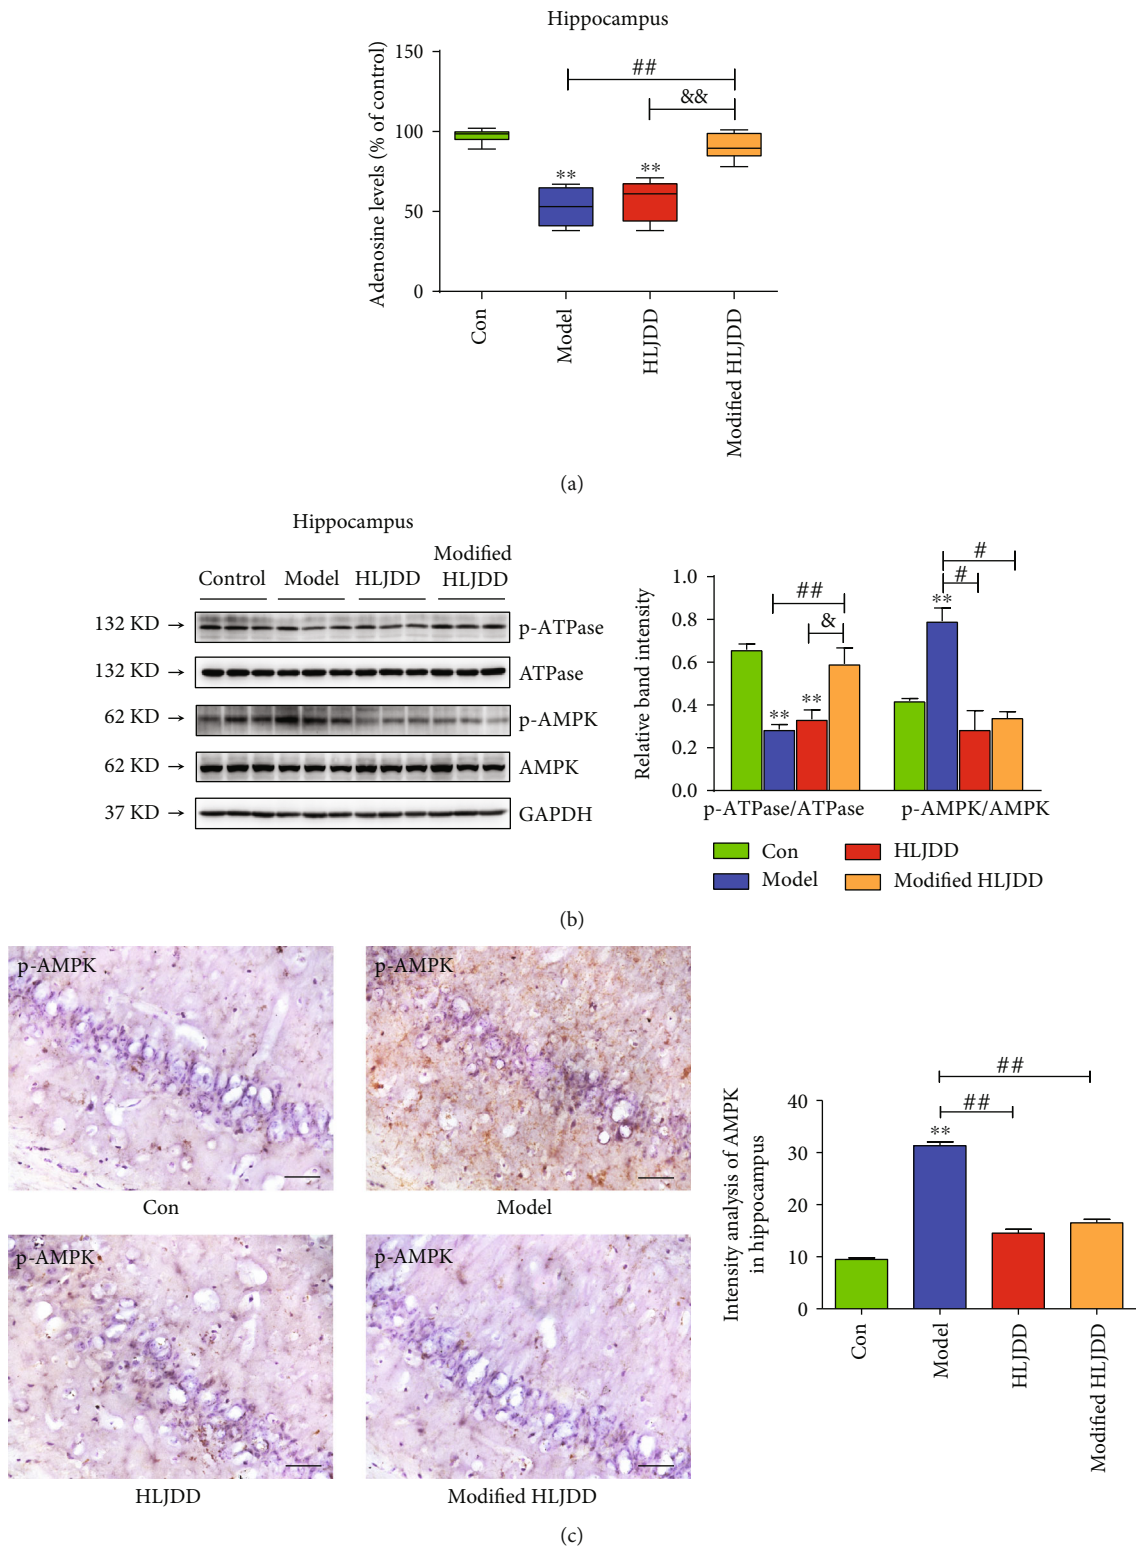 Hippocampus
Adenosine levels (% of control)
150
100
50
0
##
&&
**
**
Con
Model
HLJDD
Modified HLJDD
(a)
Hippocampus
Control
Model
HLJDD
Modified
HLJDD
132 KD → p-ATPase
132 KD → ATPase
62 KD → p-AMPK
62 KD → AMPK
37 KD → GAPDH
Relative band intensity
1.0
0.8
0.6
0.4
0.2
0.0
##
&
**
**
#
#
**
p-ATPase/ATPase
p-AMPK/AMPK
Con
HLJDD
Model
Modified HLJDD
(b)
p-AMPK
Con
p-AMPK
Model
p-AMPK
HLJDD
p-AMPK
Modified HLJDD
Intensity analysis of AMPK
in hippocampus
40
30
20
10
0
##
##
**
Con
Model
HLJDD
Modified HLJDD
(c)